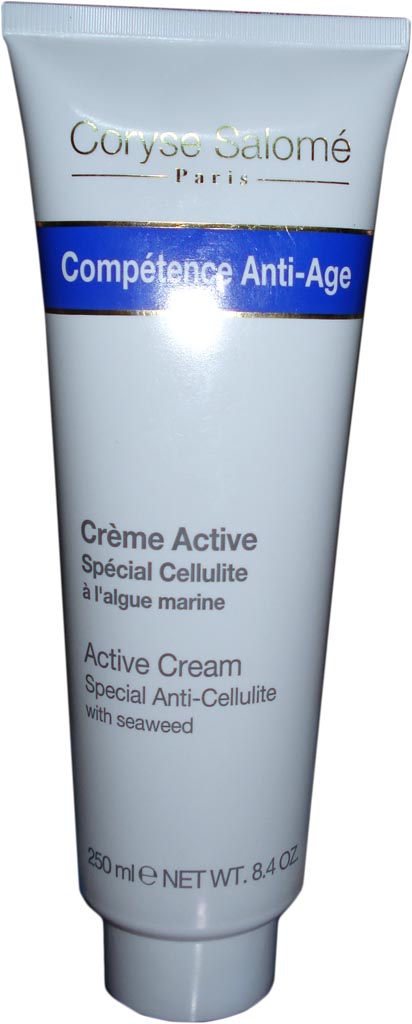 Coryse Salomé
Paris
Compétence Anti-Age
Crème Active
Spécial Cellulite
à l'algue marine
Active Cream
Special Anti-Cellulite
with seaweed
250 ml e NET WT. 8.4 OZ.